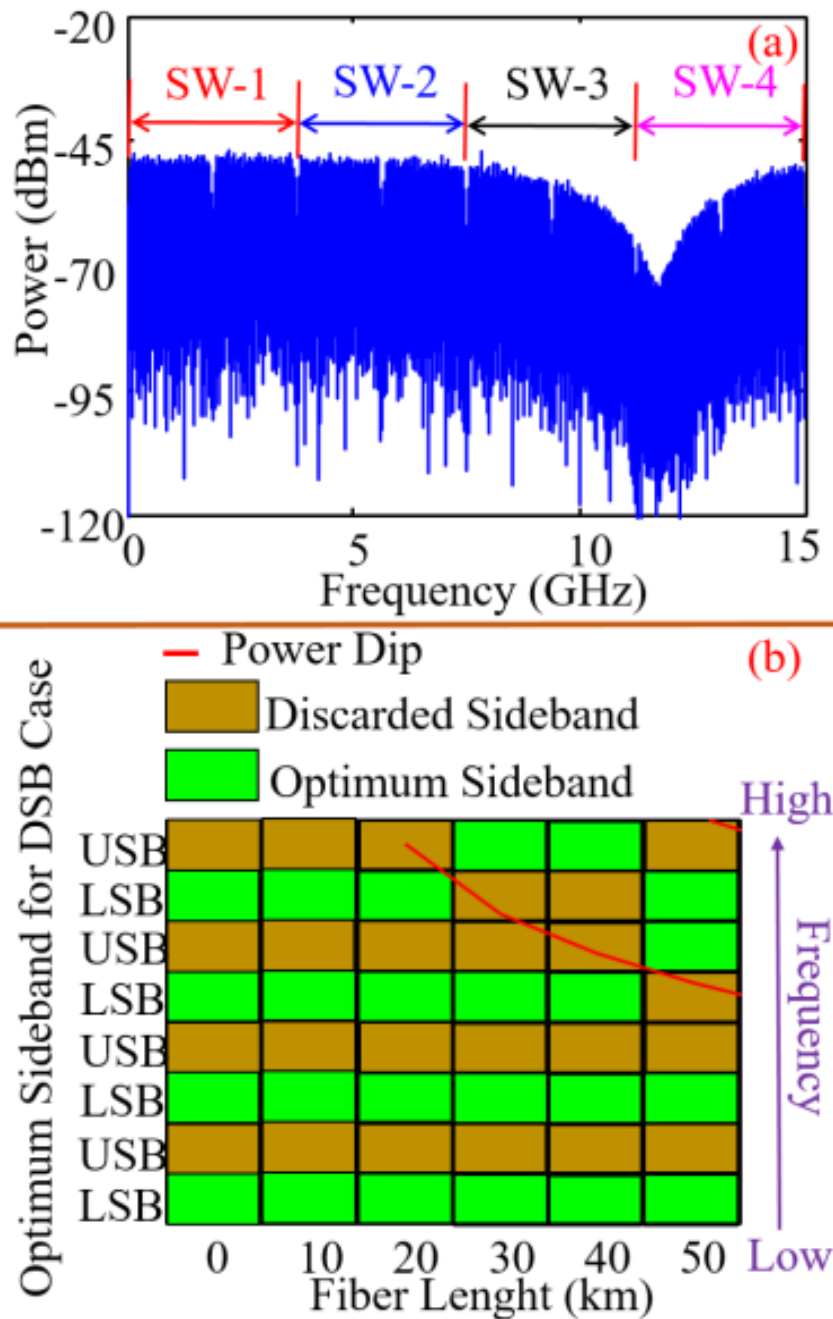 (a)
SW-1 SW-2 SW-3 SW-4
Power (dBm)
-20
-45
-70
-95
-120
0 5 10 15
Frequency (GHz)
(b)
Power Dip
Discarded Sideband
Optimum Sideband
Optimum Sideband for DSB Case
USB
LSB
USB
LSB
USB
LSB
USB
LSB
High
Frequency
Low
0 10 20 30 40 50
Fiber Lenght (km)